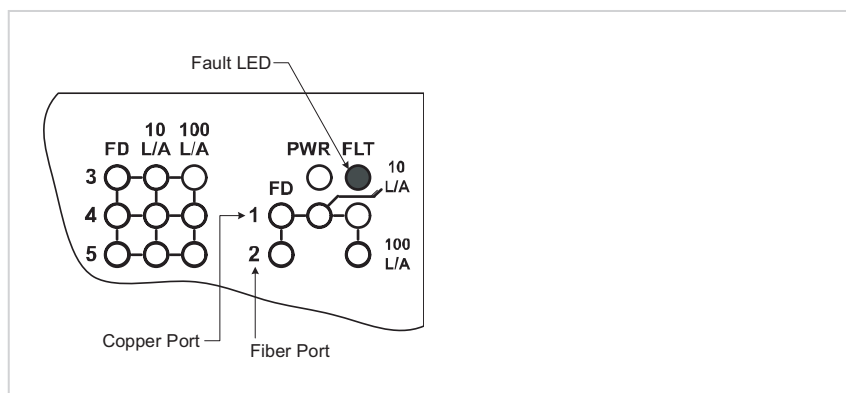 Fault LED
10 100
FD L/A L/A
PWR FLT
3
10
L/A
FD
4
1
5
2
100
L/A
Copper Port
Fiber Port